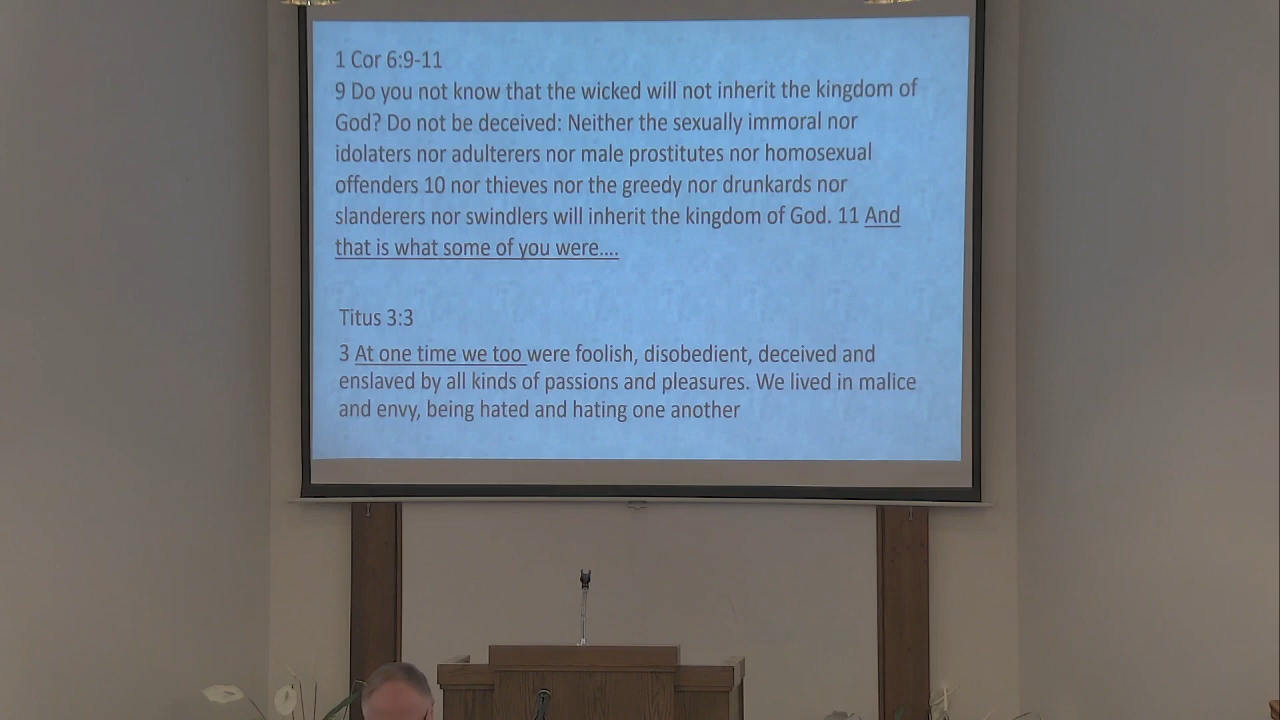 1 Cor 6:9-11
9 Do you not know that the wicked will not inherit the kingdom of
God? Do not be deceived: Neither the sexually immoral nor
idolaters nor adulterers nor male prostitutes nor homosexual
offenders 10 nor thieves nor the greedy nor drunkards nor
slanderers nor swindlers will inherit the kingdom of God. 11 And
that is what some of you were....
Titus 3:3
3 At one time we too were foolish, disobedient, deceived and
enslaved by all kinds of passions and pleasures. We lived in malice
and envy, being hated and hating one another